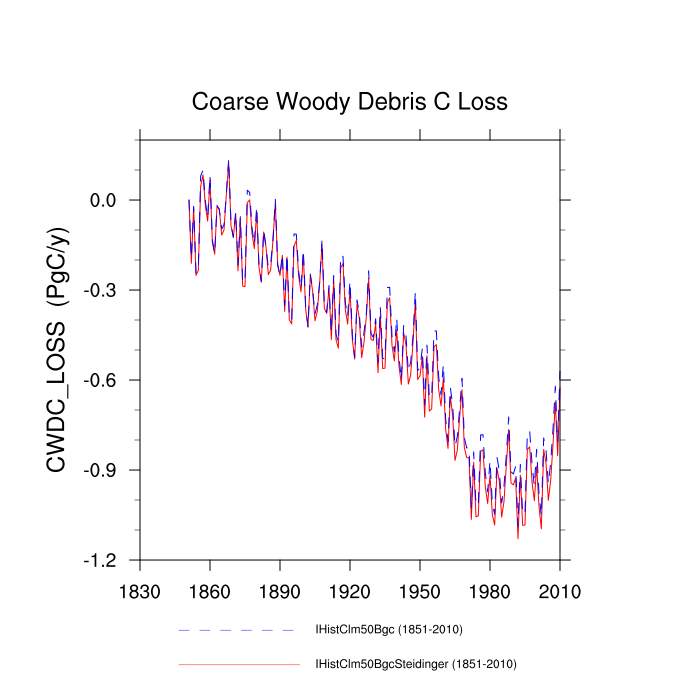 Coarse Woody Debris C Loss
CWDC_LOSS (PgC/y)
0.0
-0.3
-0.6
-0.9
-1.2
1830 1860 1890 1920 1950 1980 2010
IHistClm50Bgc (1851-2010)
IHistClm50BgcSteidinger (1851-2010)